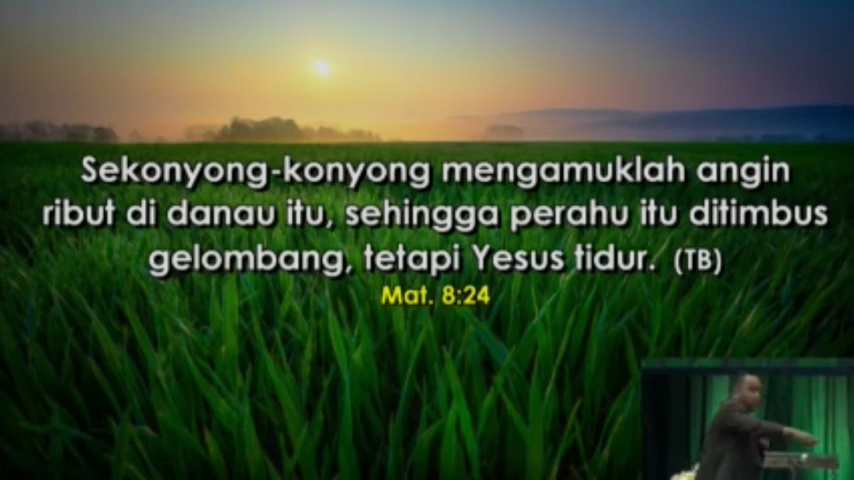 Sekonyong-konyong mengamuklah angin
ribut di danau itu, sehingga perahu itu ditimbus
gelombang, tetapi Yesus tidur. (TB)
Mat. 8:24